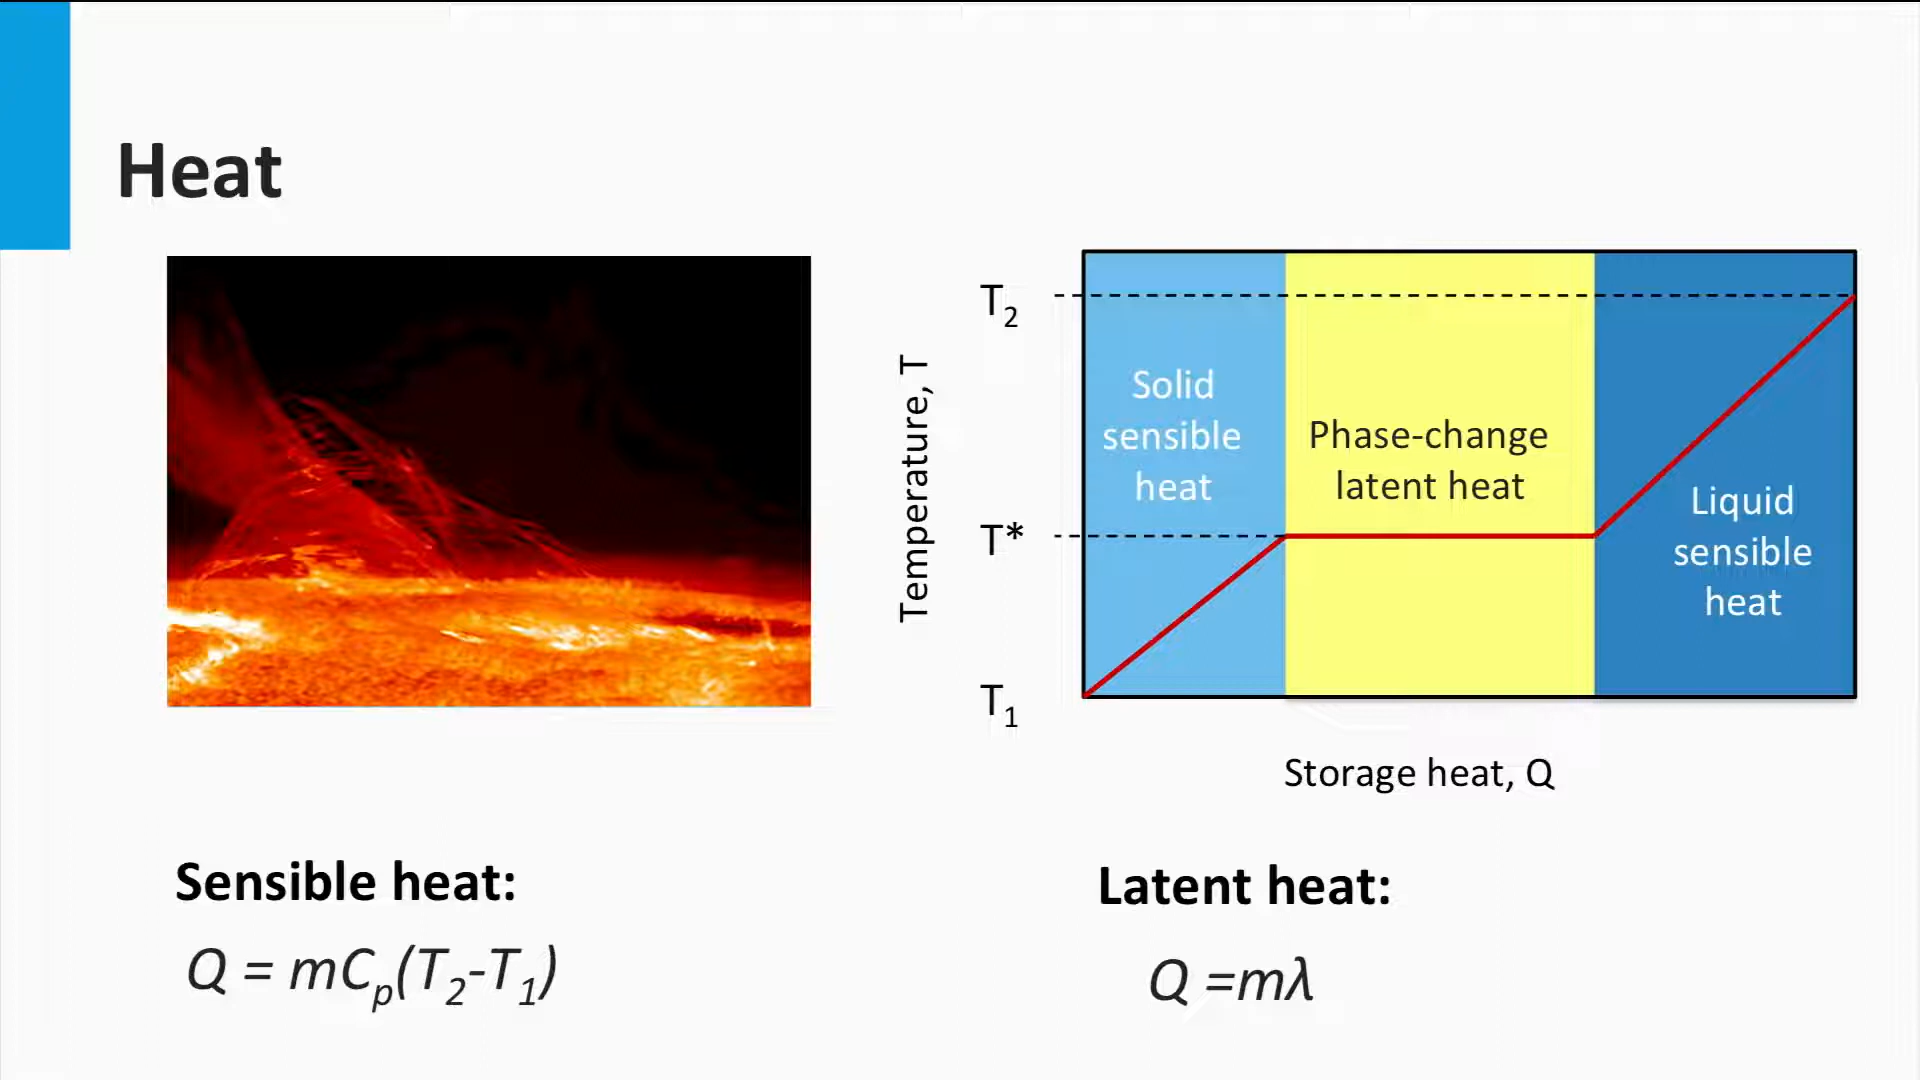 Heat
T₂
T*
T₁
Temperature, T
Solid
sensible
heat
Phase-change
latent heat
Liquid
sensible
heat
Storage heat, Q
Sensible heat:
Q = mCₚ(T₂-T₁)
Latent heat:
Q =mλ